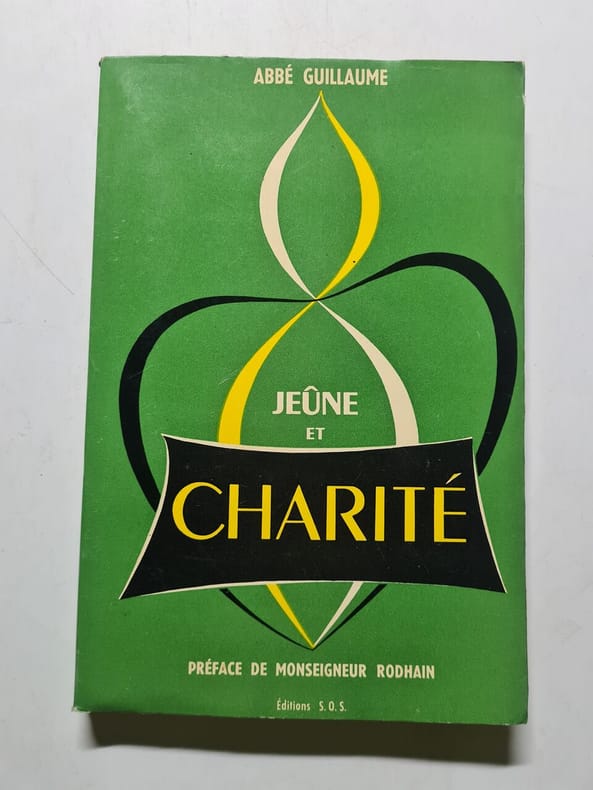 ABBÉ GUILLAUME
JEÛNE
ET
CHARITÉ
PRÉFACE DE MONSEIGNEUR RODHAIN
Éditions S.O.S.